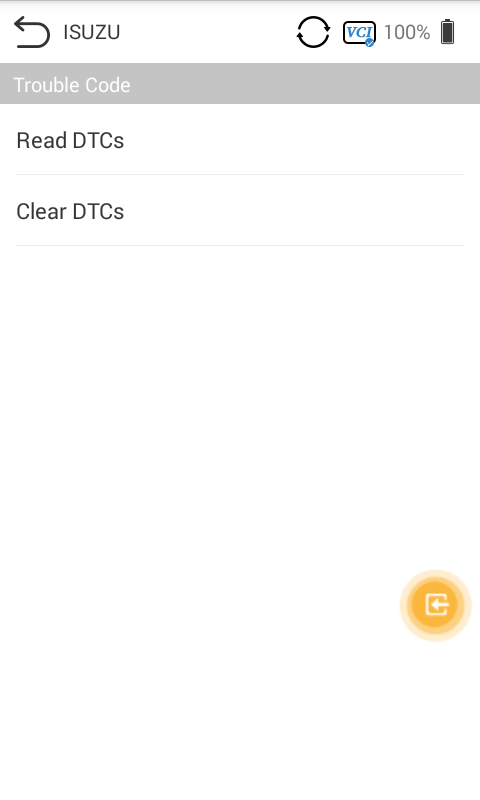 ISUZU VCI 100%
Trouble Code
Read DTCs
Clear DTCs